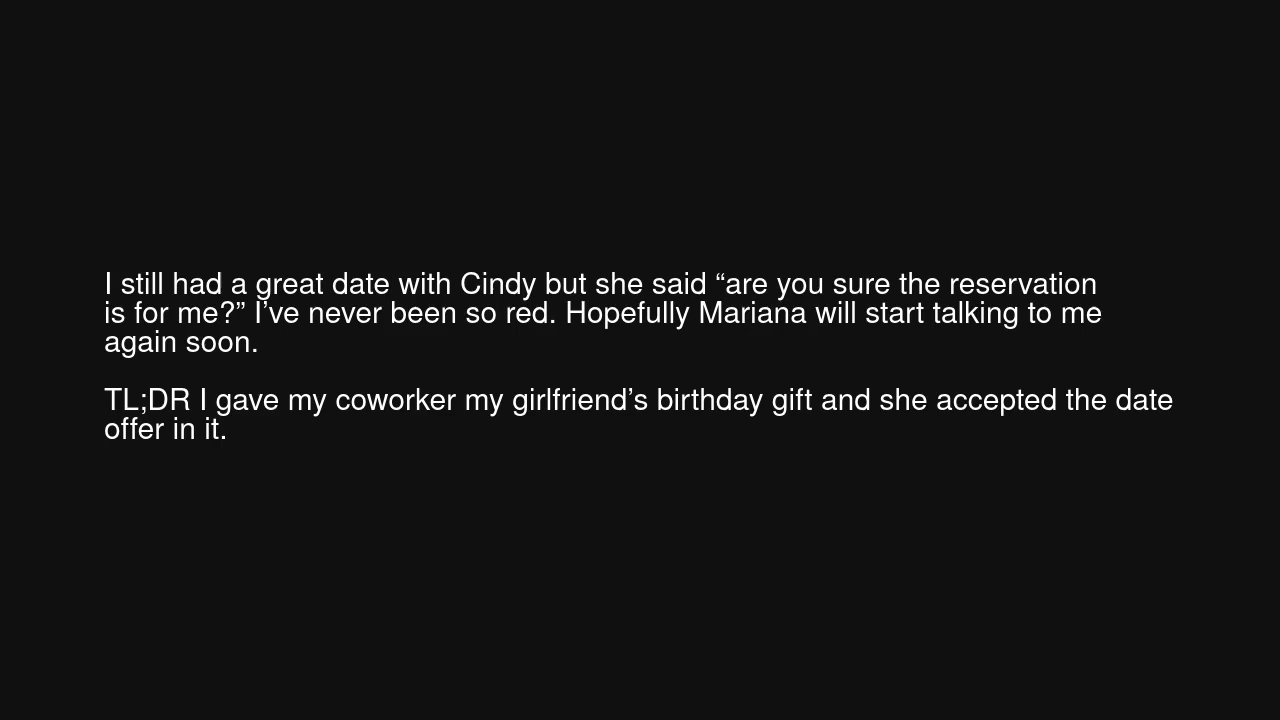 I still had a great date with Cindy but she said “are you sure the reservation
is for me?” I’ve never been so red. Hopefully Mariana will start talking to me
again soon.
TL;DR I gave my coworker my girlfriend’s birthday gift and she accepted the date
offer in it.